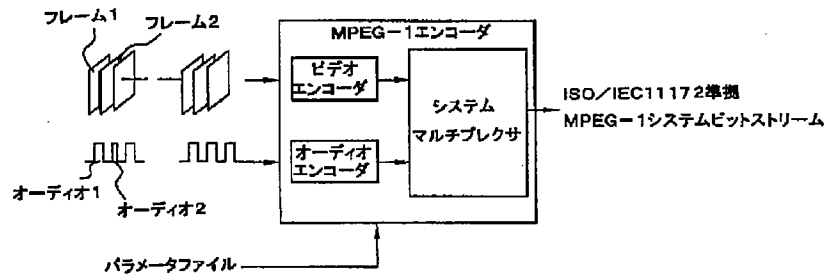 フレーム1
フレーム2
MPEG-1エンコーダ
ビデオ
エンコーダ
システム
マルチプレクサ
ISO/IEC11172準拠
MPEG-1システムビットストリーム
オーディオ
エンコーダ
オーディオ1
オーディオ2
パラメータファイル